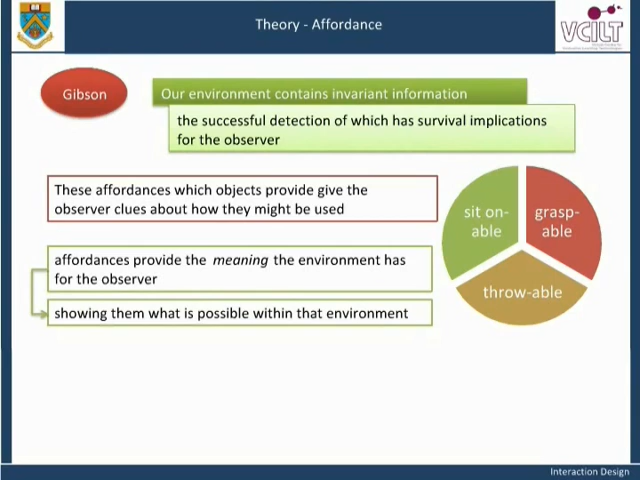 Theory - Affordance
VCILT
Gibson
Our environment contains invariant information
the successful detection of which has survival implications
for the observer
These affordances which objects provide give the
observer clues about how they might be used
sit on-
able
grasp-
able
throw-able
affordances provide the meaning the environment has
for the observer
showing them what is possible within that environment
Interaction Design